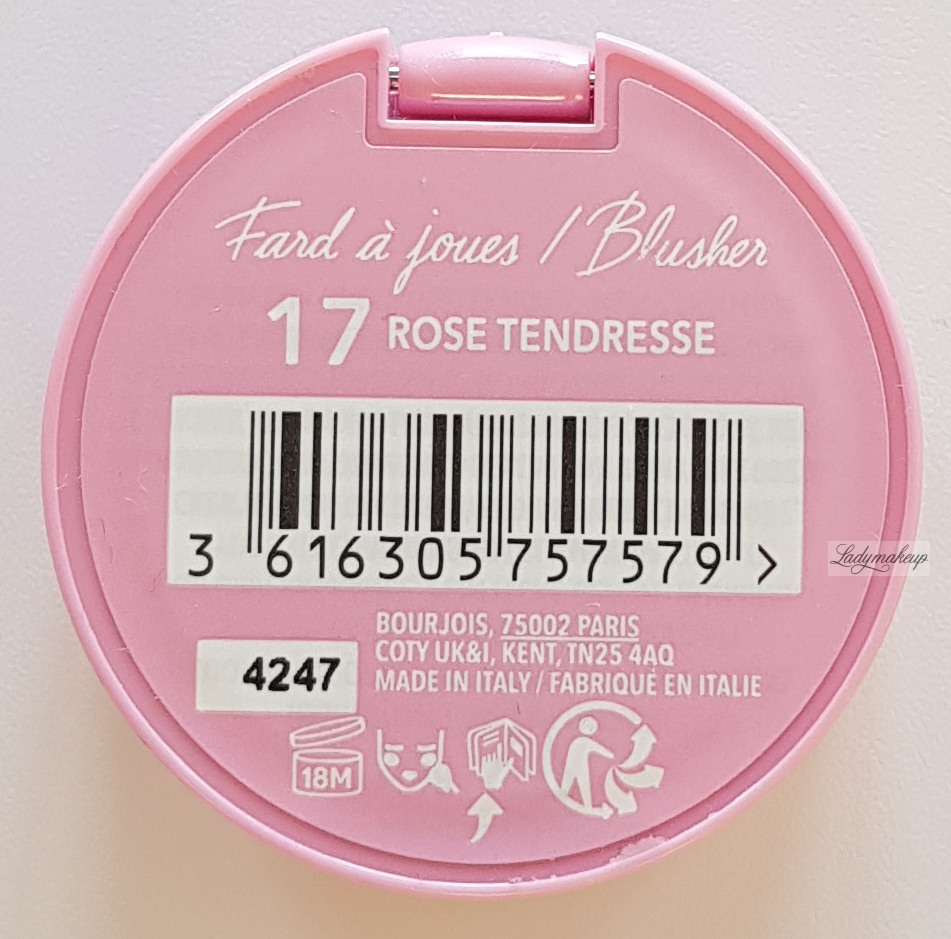 Fard à joues / Blusher
17 ROSE TENDRESSE
3 616305 757579 >
BOURJOIS, 75002 PARIS
COTY UK&I, KENT, TN25 4AQ
MADE IN ITALY / FABRIQUÉ EN ITALIE
4247
18M
Ladymakeup